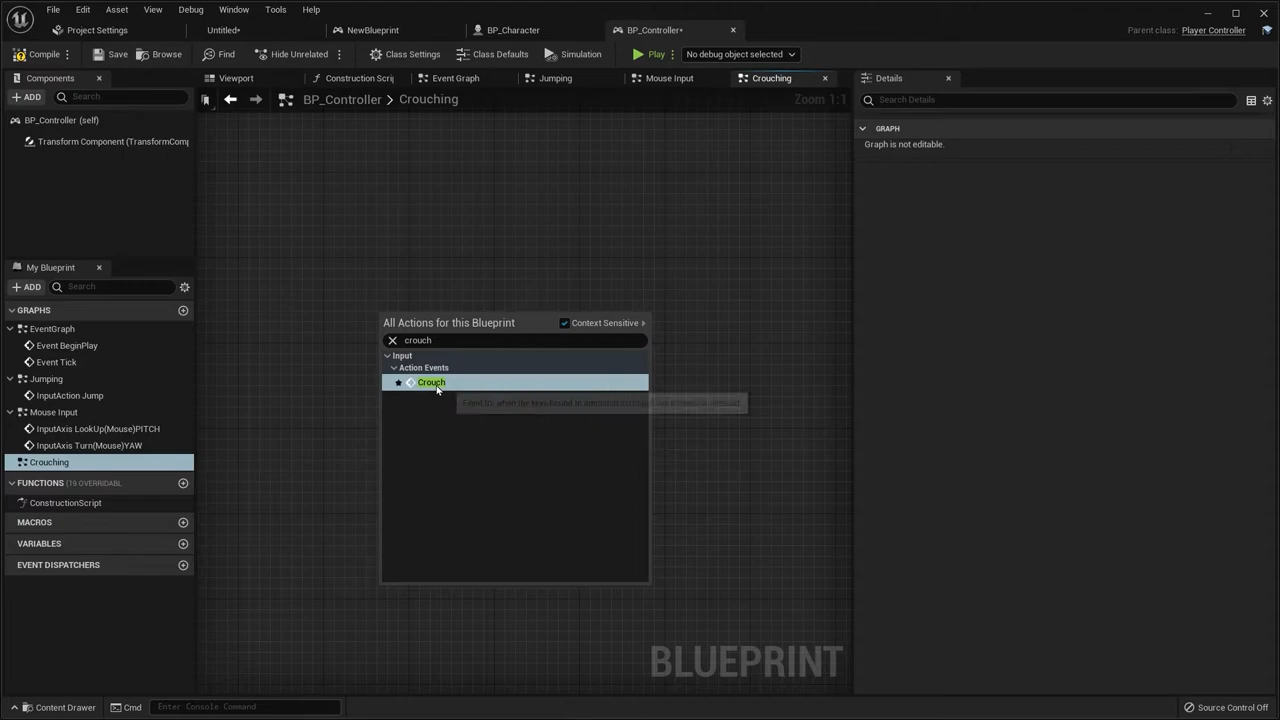 File Edit Asset View Debug Window Tools Help
Project Settings Untitled* NewBlueprint BP_Character BP_Controller* Parent class: Player Controller
Compile Save Browse Find Hide Unrelated Class Settings Class Defaults Simulation Play No debug object selected
Components Viewport Construction Scrip Event Graph Jumping Mouse Input Crouching Details
ADD Search BP_Controller > Crouching Zoom 1:1 Search Details
BP_Controller (self) GRAPH
Transform Component (TransformComp Graph is not editable.
My Blueprint
ADD Search
GRAPHS
EventGraph
Event BeginPlay
Event Tick
Jumping
InputAction Jump
Mouse Input
InputAxis LookUp(Mouse)PITCH
InputAxis Turn(Mouse)YAW
Crouching
FUNCTIONS (19 OVERRIDABL
ConstructionScript
MACROS
VARIABLES
EVENT DISPATCHERS
All Actions for this Blueprint Context Sensitive
crouch
Input
Action Events
Crouch
BLUEPRINT
Content Drawer Cmd Enter Console Command Source Control Off